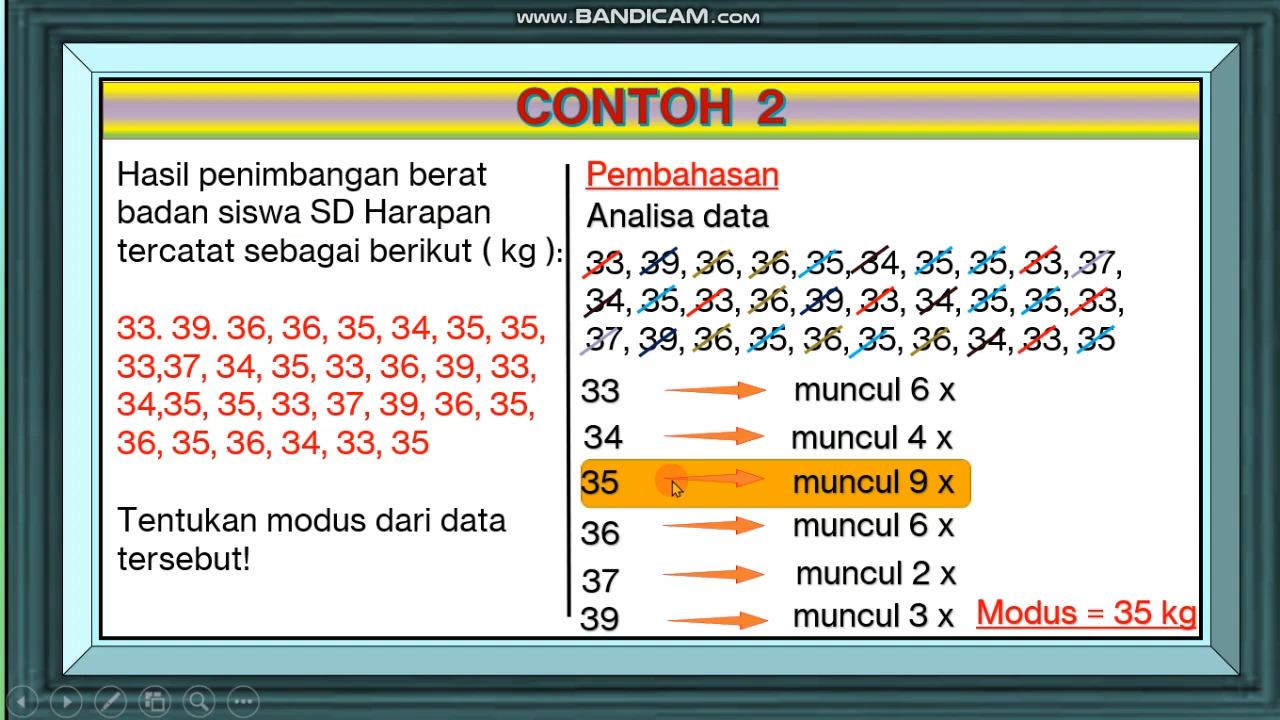 www.BANDICAM.com
CONTOH 2
Hasil penimbangan berat
badan siswa SD Harapan
tercatat sebagai berikut ( kg ):
33. 39. 36, 36, 35, 34, 35, 35,
33,37, 34, 35, 33, 36, 39, 33,
34,35, 35, 33, 37, 39, 36, 35,
36, 35, 36, 34, 33, 35
Tentukan modus dari data
tersebut!
Pembahasan
Analisa data
33, 39, 36, 36, 35, 34, 35, 35, 33, 37,
34, 35, 33, 36, 39, 33, 34, 35, 35, 33,
37, 39, 36, 35, 36, 35, 36, 34, 33, 35
33 muncul 6 x
34 muncul 4 x
35 muncul 9 x
36 muncul 6 x
37 muncul 2 x
39 muncul 3 x
Modus = 35 kg